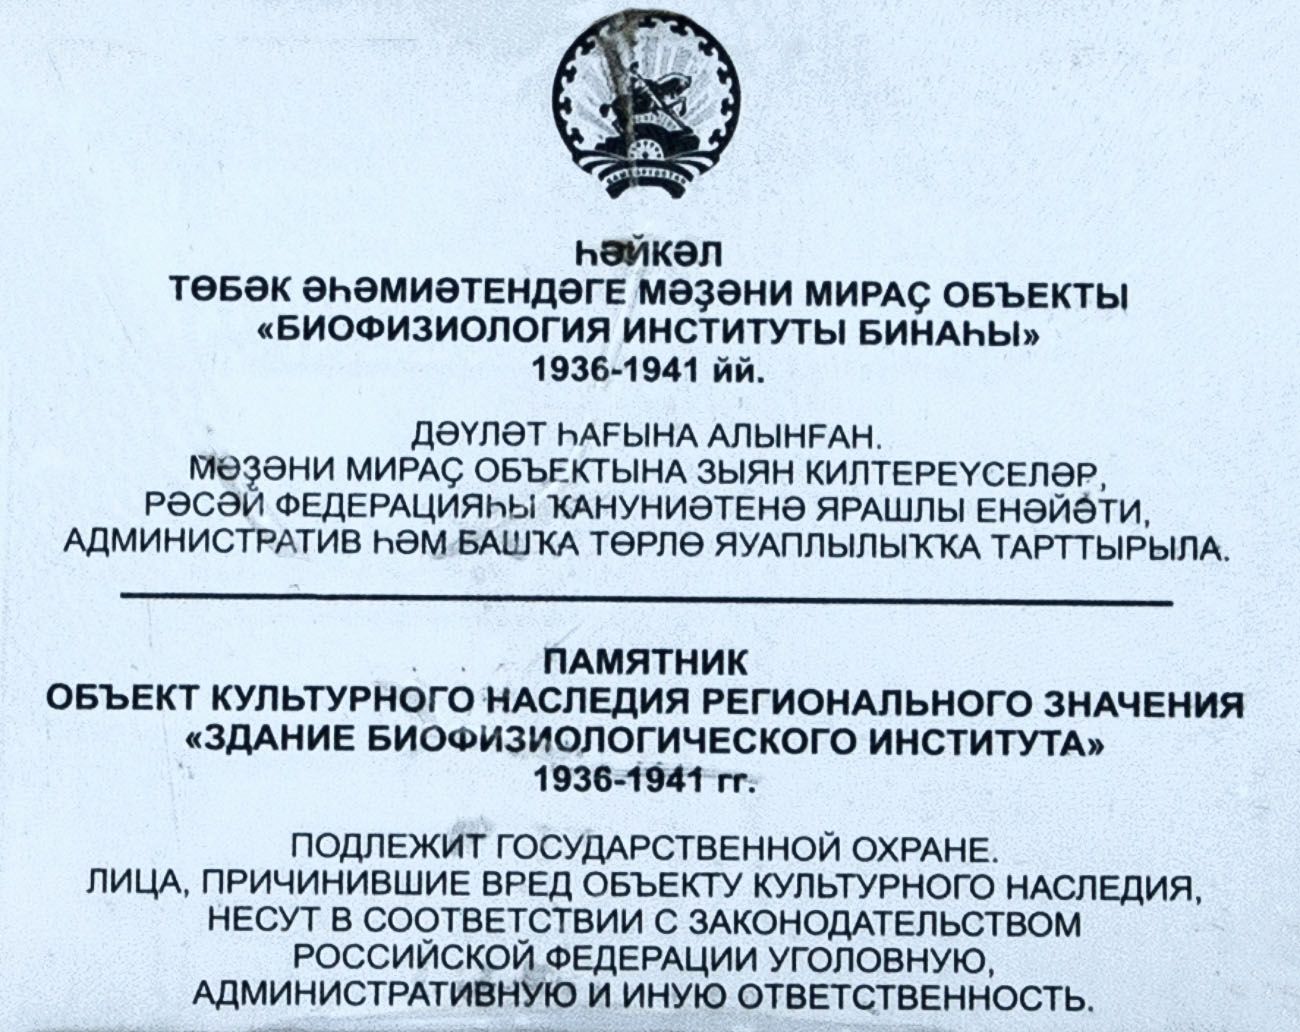 БАШҠОРТОСТАН
ҺӘЙКӘЛ
ТӨБӘК ӘҺӘМИӘТЕНДӘГЕ МӘҘӘНИ МИРАҪ ОБЪЕКТЫ
«БИОФИЗИОЛОГИЯ ИНСТИТУТЫ БИНАҺЫ»
1936-1941 йй.
ДӘҮЛӘТ ҺАҒЫНА АЛЫНҒАН.
МӘҘӘНИ МИРАҪ ОБЪЕКТЫНА ЗЫЯН КИЛТЕРЕҮСЕЛӘР,
РӘСӘЙ ФЕДЕРАЦИЯҺЫ ҠАНУНИӘТЕНӘ ЯРАШЛЫ ЕНӘЙӘТИ,
АДМИНИСТРАТИВ ҺӘМ БАШҠА ТӨРЛӨ ЯУАПЛЫЛЫҠҠА ТАРТТЫРЫЛА.
ПАМЯТНИК
ОБЪЕКТ КУЛЬТУРНОГО НАСЛЕДИЯ РЕГИОНАЛЬНОГО ЗНАЧЕНИЯ
«ЗДАНИЕ БИОФИЗИОЛОГИЧЕСКОГО ИНСТИТУТА»
1936-1941 гг.
ПОДЛЕЖИТ ГОСУДАРСТВЕННОЙ ОХРАНЕ.
ЛИЦА, ПРИЧИНИВШИЕ ВРЕД ОБЪЕКТУ КУЛЬТУРНОГО НАСЛЕДИЯ,
НЕСУТ В СООТВЕТСТВИИ С ЗАКОНОДАТЕЛЬСТВОМ
РОССИЙСКОЙ ФЕДЕРАЦИИ УГОЛОВНУЮ,
АДМИНИСТРАТИВНУЮ И ИНУЮ ОТВЕТСТВЕННОСТЬ.